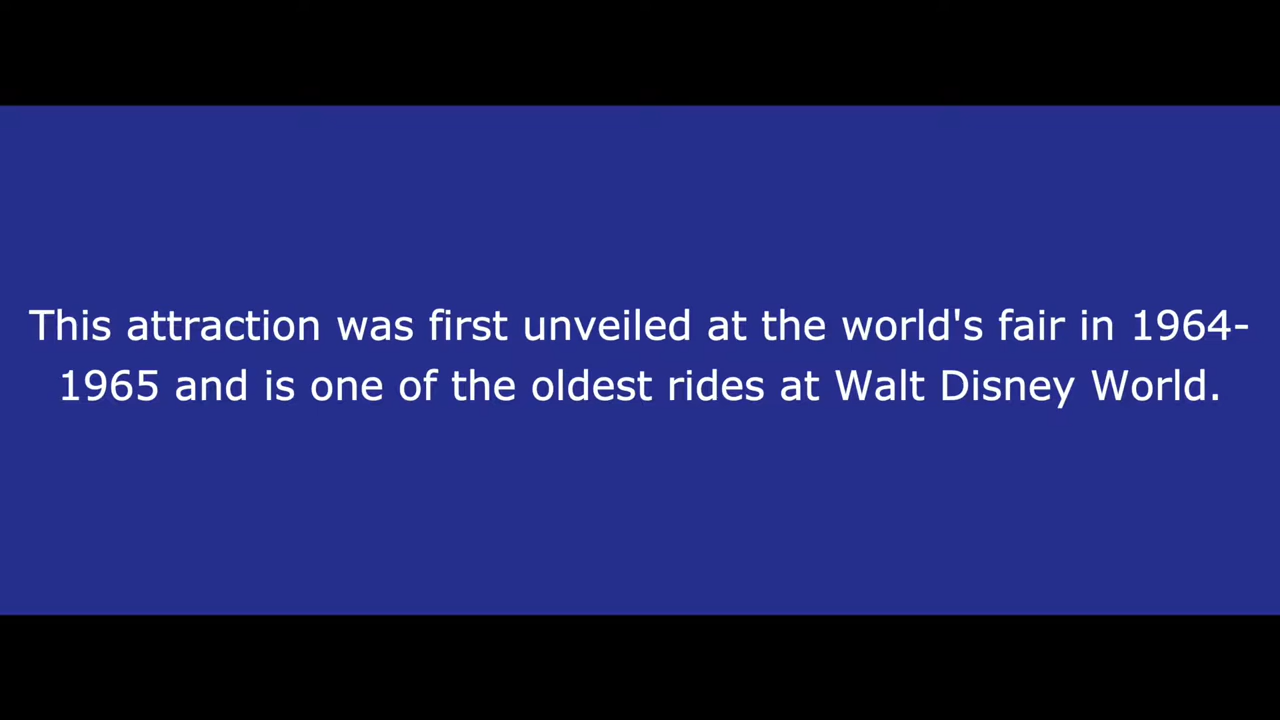 This attraction was first unveiled at the world's fair in 1964-
1965 and is one of the oldest rides at Walt Disney World.